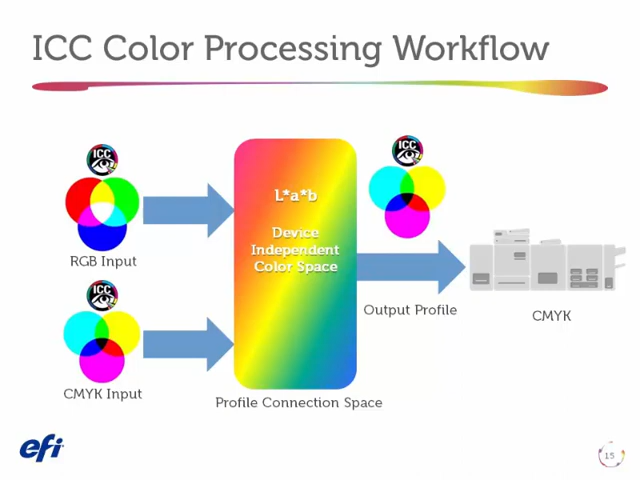 ICC Color Processing Workflow
ICC
RGB Input
ICC
CMYK Input
L*a*b
Device
Independent
Color Space
Profile Connection Space
ICC
Output Profile
CMYK
efi
15